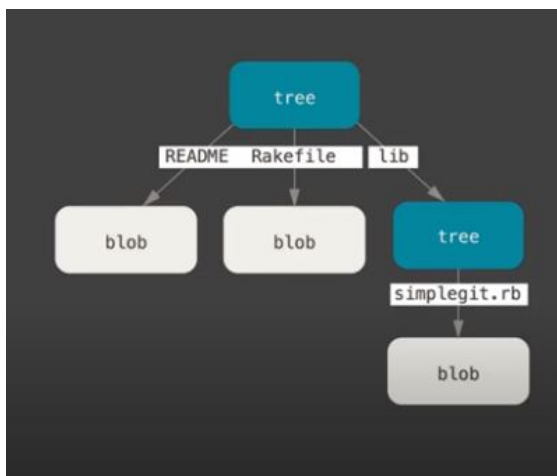 tree
README Rakefile lib
blob blob tree
simplegit.rb
blob